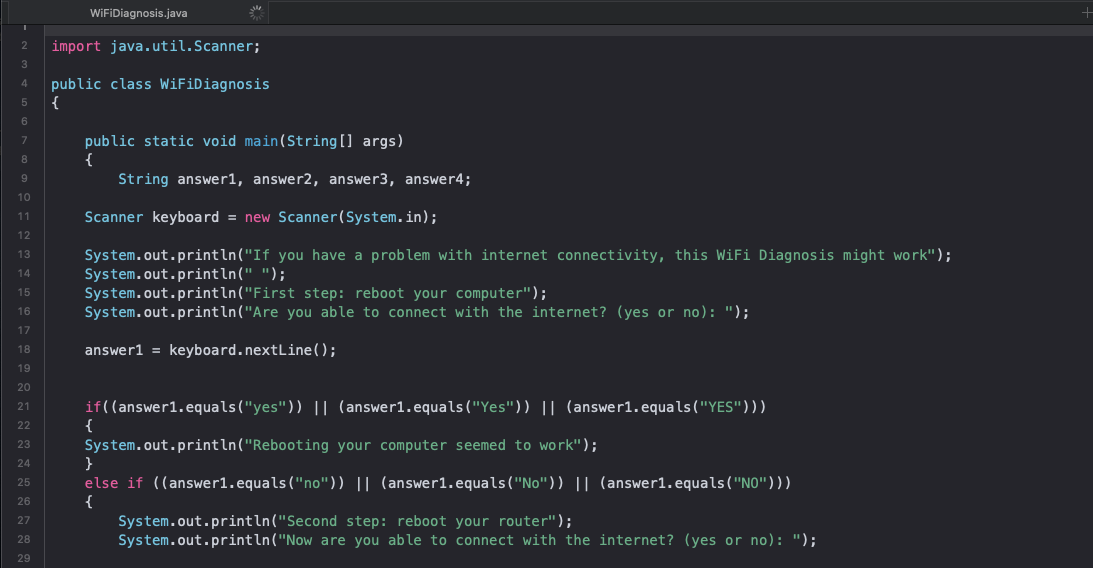 WiFiDiagnosis.java
1
2 import java.util.Scanner;
3
4 public class WiFiDiagnosis
5 {
6
7 public static void main(String[] args)
8 {
9 String answer1, answer2, answer3, answer4;
10
11 Scanner keyboard = new Scanner(System.in);
12
13 System.out.println("If you have a problem with internet connectivity, this WiFi Diagnosis might work");
14 System.out.println(" ");
15 System.out.println("First step: reboot your computer");
16 System.out.println("Are you able to connect with the internet? (yes or no): ");
17
18 answer1 = keyboard.nextLine();
19
20
21 if((answer1.equals("yes")) || (answer1.equals("Yes")) || (answer1.equals("YES")))
22 {
23 System.out.println("Rebooting your computer seemed to work");
24 }
25 else if ((answer1.equals("no")) || (answer1.equals("No")) || (answer1.equals("NO")))
26 {
27 System.out.println("Second step: reboot your router");
28 System.out.println("Now are you able to connect with the internet? (yes or no): ");
29